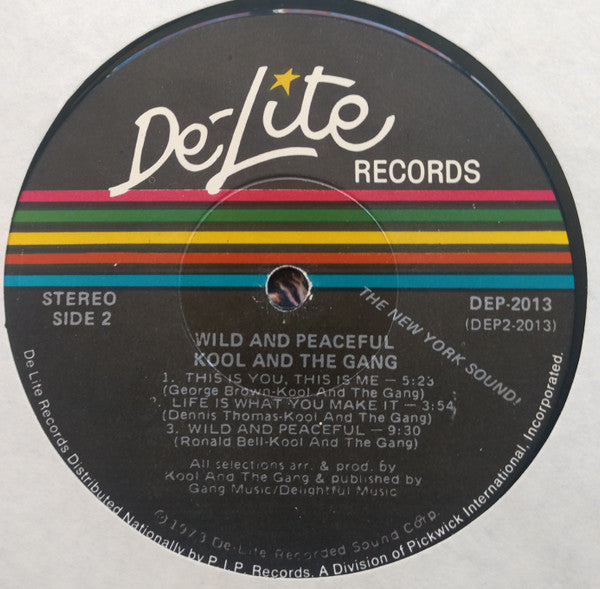 De-Lite
RECORDS
STEREO
SIDE 2
DEP-2013
(DEP2-2013)
THE NEW YORK SOUND!
WILD AND PEACEFUL
KOOL AND THE GANG
1. THIS IS YOU, THIS IS ME — 5:23
(George Brown-Kool And The Gang)
2. LIFE IS WHAT YOU MAKE IT — 3:54
(Dennis Thomas-Kool And The Gang)
3. WILD AND PEACEFUL — 9:30
(Ronald Bell-Kool And The Gang)
All selections arr. & prod. by
Kool And The Gang & published by
Gang Music/Delightful Music
© 1973 De-Lite Recorded Sound Corp.
De Lite Records Distributed Nationally by P.I.P. Records. A Division of Pickwick International, Incorporated.